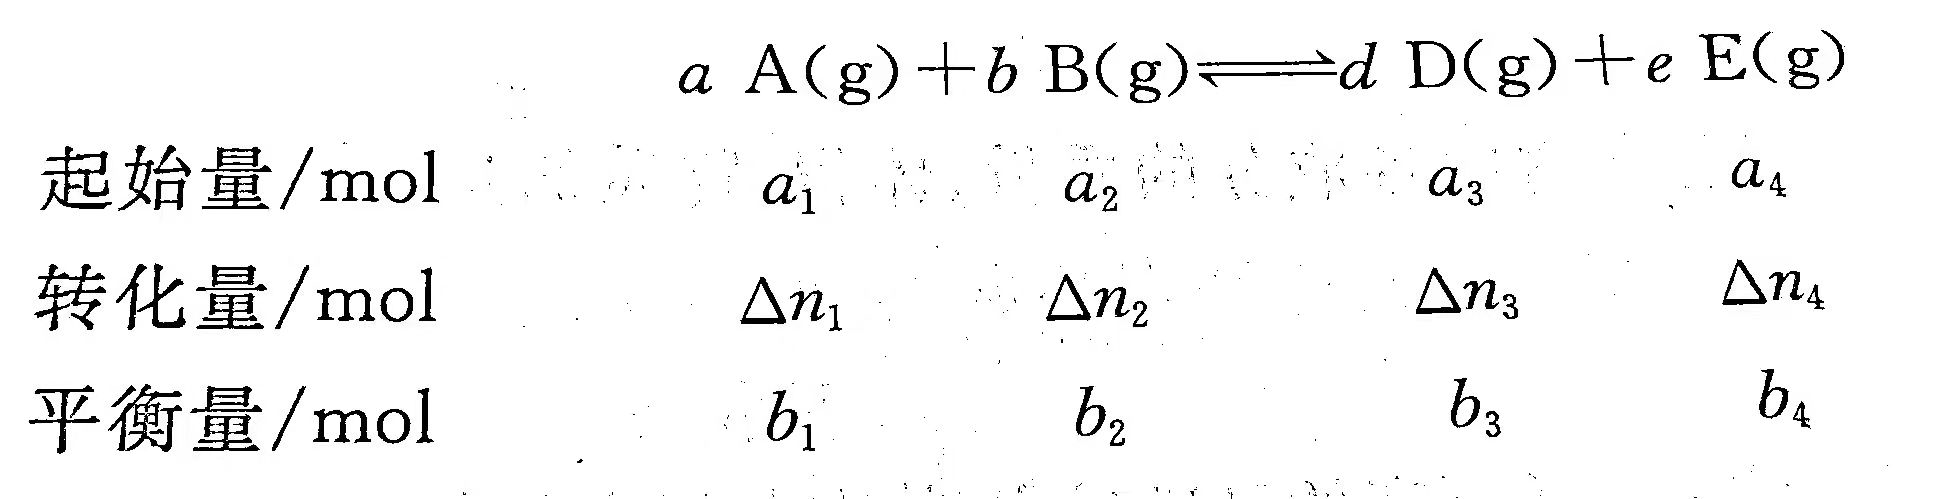 a A(g)+b B(g)⇌d D(g)+e E(g)
起始量/mol a₁ a₂ a₃ a₄
转化量/mol Δn₁ Δn₂ Δn₃ Δn₄
平衡量/mol b₁ b₂ b₃ b₄